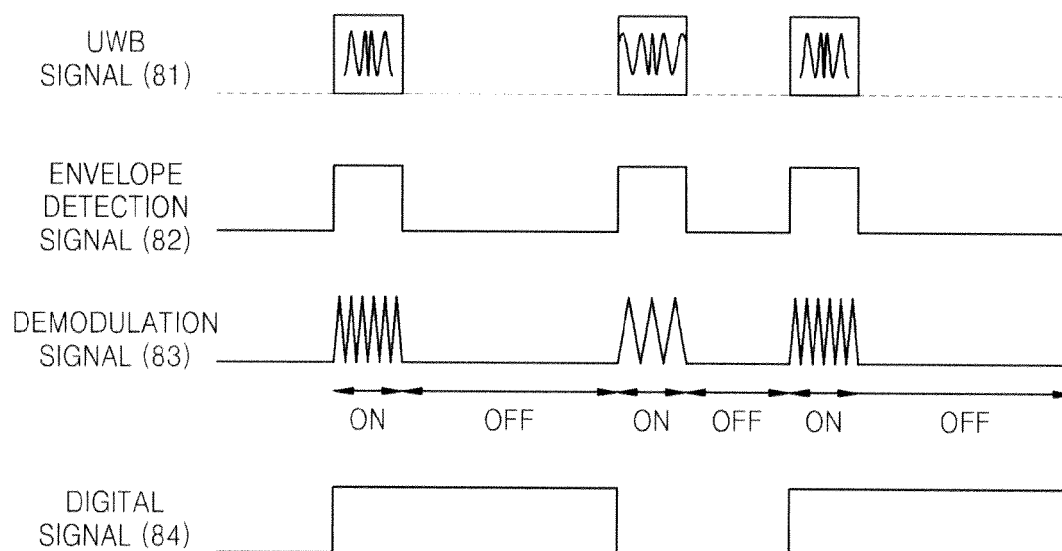 UWB
SIGNAL (81)
ENVELOPE
DETECTION
SIGNAL (82)
DEMODULATION
SIGNAL (83)
ON OFF ON OFF ON OFF
DIGITAL
SIGNAL (84)